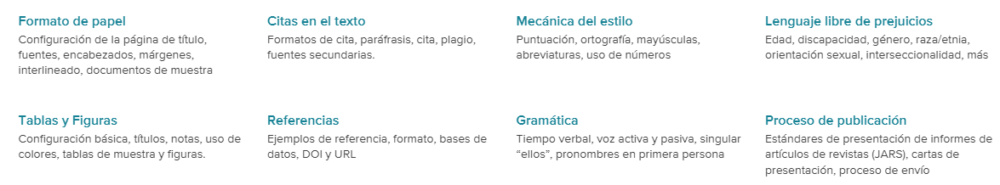 Formato de papel
Configuración de la página de título,
fuentes, encabezados, márgenes,
interlineado, documentos de muestra
Citas en el texto
Formatos de cita, paráfrasis, cita, plagio,
fuentes secundarias.
Mecánica del estilo
Puntuación, ortografía, mayúsculas,
abreviaturas, uso de números
Lenguaje libre de prejuicios
Edad, discapacidad, género, raza/etnia,
orientación sexual, interseccionalidad, más
Tablas y Figuras
Configuración básica, títulos, notas, uso de
colores, tablas de muestra y figuras.
Referencias
Ejemplos de referencia, formato, bases de
datos, DOI y URL
Gramática
Tiempo verbal, voz activa y pasiva, singular
“ellos”, pronombres en primera persona
Proceso de publicación
Estándares de presentación de informes de
artículos de revistas (JARS), cartas de
presentación, proceso de envío